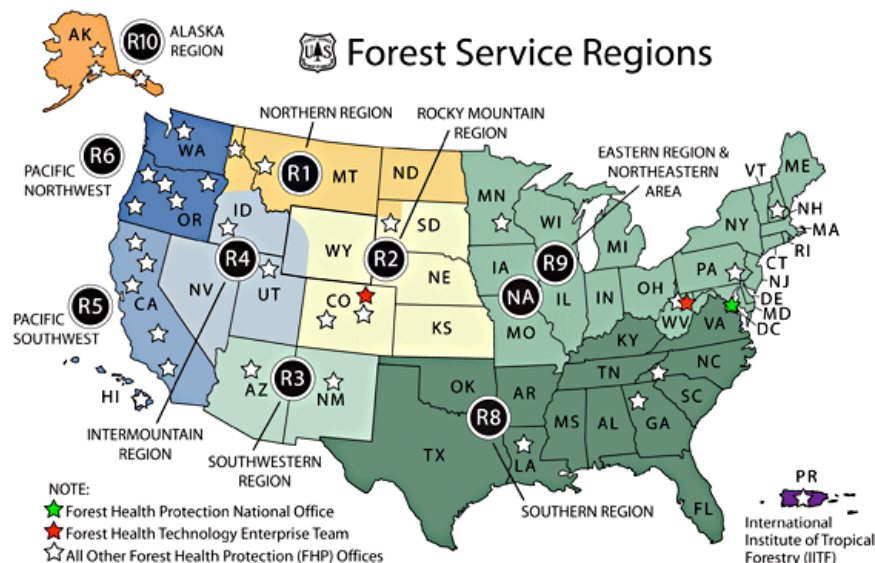 Forest Service Regions
U S
AK
R10
ALASKA
REGION
NORTHERN REGION
ROCKY MOUNTAIN
REGION
EASTERN REGION &
NORTHEASTERN
AREA
R6
PACIFIC
NORTHWEST
WA
OR
ID
R1
MT
ND
SD
WY
R2
NE
KS
CO
R4
NV
UT
R5
PACIFIC
SOUTHWEST
CA
HI
INTERMOUNTAIN
REGION
AZ
R3
NM
SOUTHWESTERN
REGION
MN
WI
MI
IA
R9
NA
IL
IN
OH
MO
VT
ME
NH
MA
NY
RI
CT
PA
NJ
DE
MD
DC
WV
VA
KY
TN
NC
SC
OK
AR
R8
MS
AL
GA
TX
LA
FL
SOUTHERN REGION
PR
International
Institute of Tropical
Forestry (IITF)
NOTE:
Forest Health Protection National Office
Forest Health Technology Enterprise Team
All Other Forest Health Protection (FHP) Offices